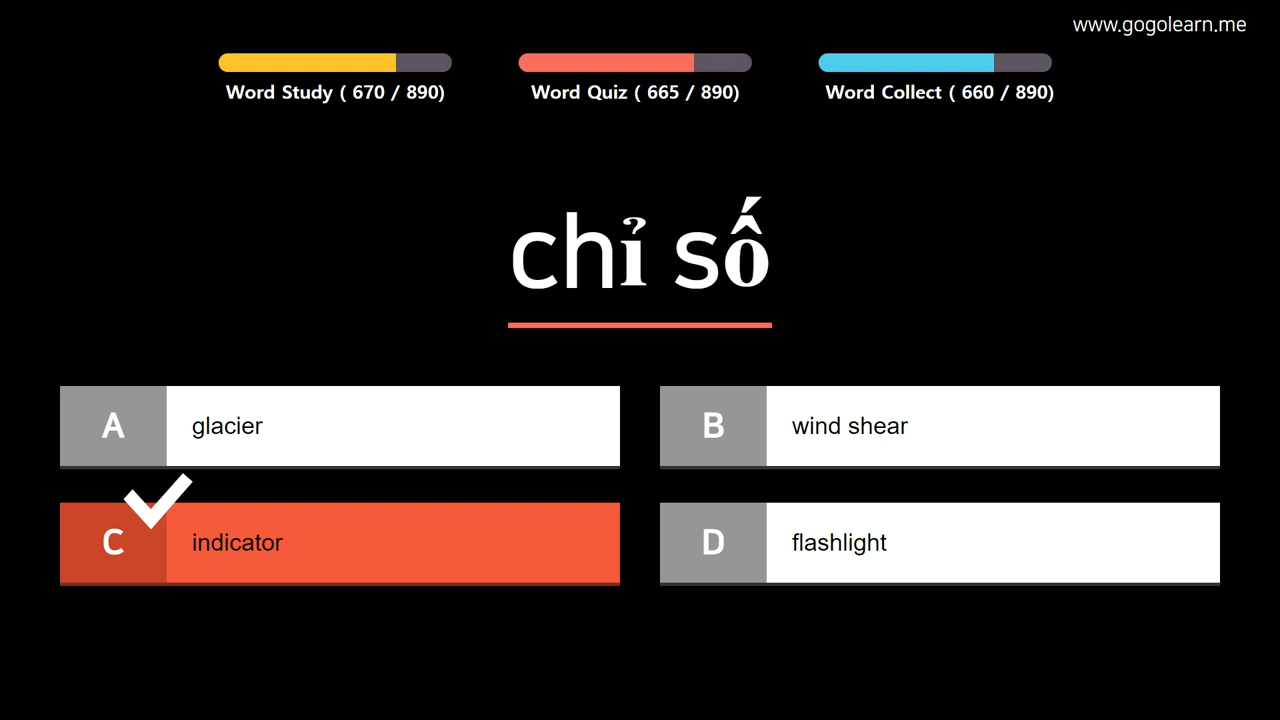 www.gogolearn.me
Word Study ( 670 / 890)
Word Quiz ( 665 / 890)
Word Collect ( 660 / 890)
chỉ số
A glacier
B wind shear
C indicator
D flashlight